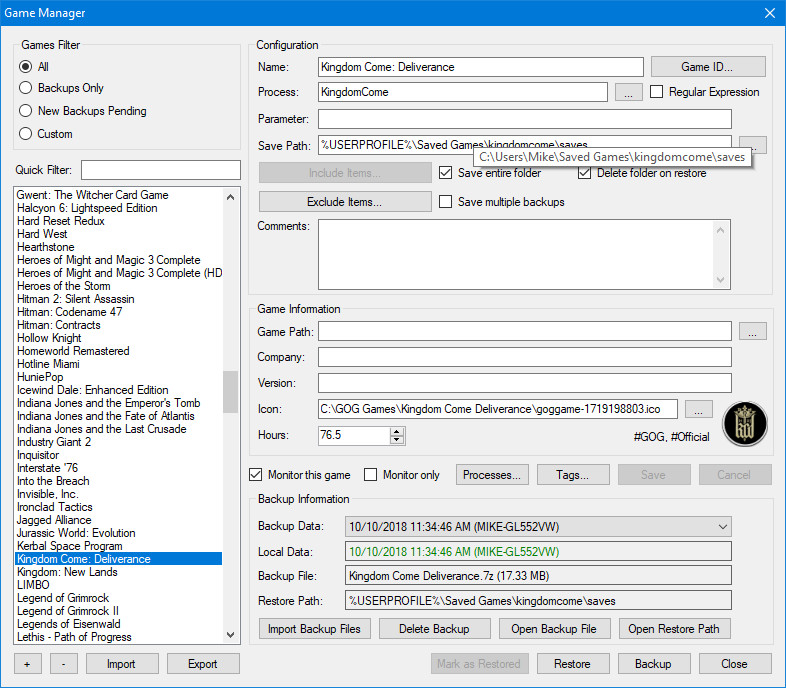 Game Manager
Games Filter
All
Backups Only
New Backups Pending
Custom
Quick Filter:
Gwent: The Witcher Card Game
Halcyon 6: Lightspeed Edition
Hard Reset Redux
Hard West
Hearthstone
Heroes of Might and Magic 3 Complete
Heroes of Might and Magic 3 Complete (HD
Heroes of the Storm
Hitman 2: Silent Assassin
Hitman: Codename 47
Hitman: Contracts
Hollow Knight
Homeworld Remastered
Hotline Miami
HuniePop
Icewind Dale: Enhanced Edition
Indiana Jones and the Emperor's Tomb
Indiana Jones and the Fate of Atlantis
Indiana Jones and the Last Crusade
Industry Giant 2
Inquisitor
Interstate '76
Into the Breach
Invisible, Inc.
Ironclad Tactics
Jagged Alliance
Jurassic World: Evolution
Kerbal Space Program
Kingdom Come: Deliverance
Kingdom: New Lands
LIMBO
Legend of Grimrock
Legend of Grimrock II
Legends of Eisenwald
Lethis - Path of Progress
+ - Import Export
Configuration
Name: Kingdom Come: Deliverance Game ID...
Process: KingdomCome ... Regular Expression
Parameter:
Save Path: %USERPROFILE%\Saved Games\kingdomcome\saves
C:\Users\Mike\Saved Games\kingdomcome\saves
Include Items... Save entire folder Delete folder on restore
Exclude Items... Save multiple backups
Comments:
Game Information
Game Path: ...
Company:
Version:
Icon: C:\GOG Games\Kingdom Come Deliverance\goggame-1719198803.ico ...
Hours: 76.5 #GOG, #Official
Monitor this game Monitor only Processes... Tags... Save Cancel
Backup Information
Backup Data: 10/10/2018 11:34:46 AM (MIKE-GL552VW)
Local Data: 10/10/2018 11:34:46 AM (MIKE-GL552VW)
Backup File: Kingdom Come Deliverance.7z (17.33 MB)
Restore Path: %USERPROFILE%\Saved Games\kingdomcome\saves
Import Backup Files Delete Backup Open Backup File Open Restore Path
Mark as Restored Restore Backup Close